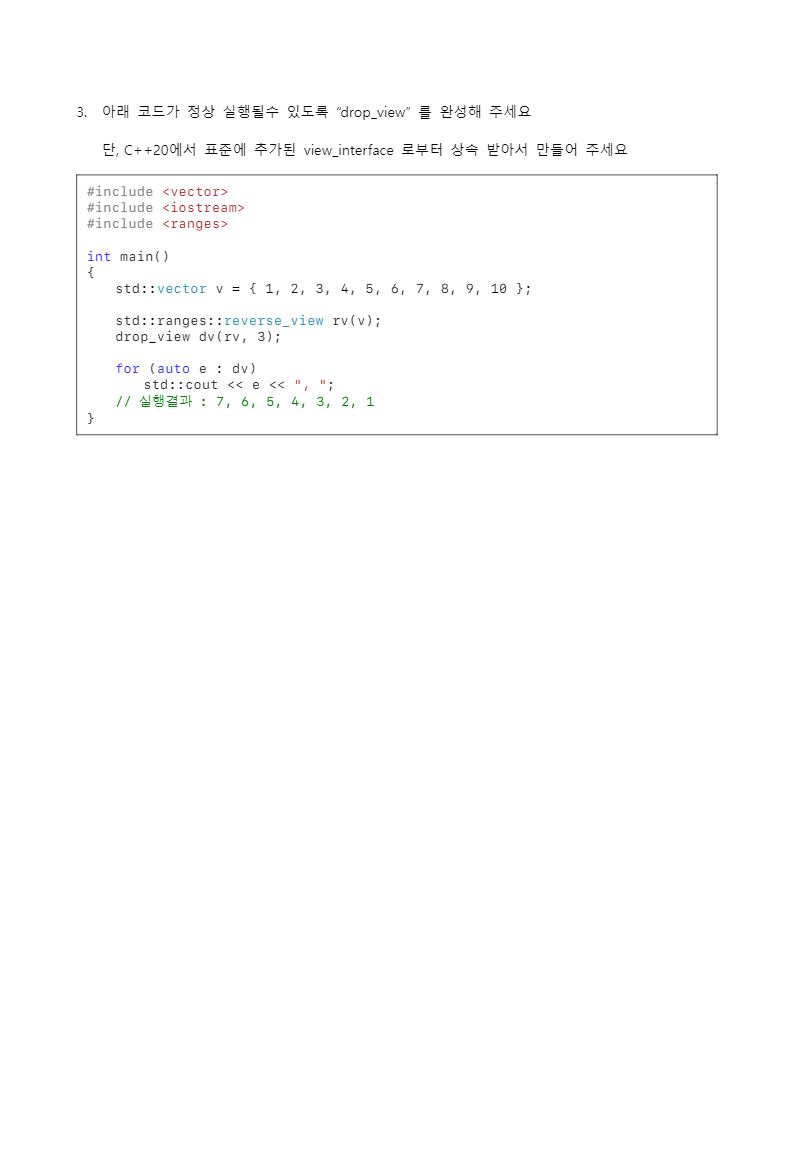 3. 아래 코드가 정상 실행될수 있도록 “drop_view” 를 완성해 주세요
단, C++20에서 표준에 추가된 view_interface 로부터 상속 받아서 만들어 주세요
#include <vector>
#include <iostream>
#include <ranges>
int main()
{
std::vector v = { 1, 2, 3, 4, 5, 6, 7, 8, 9, 10 };
std::ranges::reverse_view rv(v);
drop_view dv(rv, 3);
for (auto e : dv)
std::cout << e << ", ";
// 실행결과 : 7, 6, 5, 4, 3, 2, 1
}